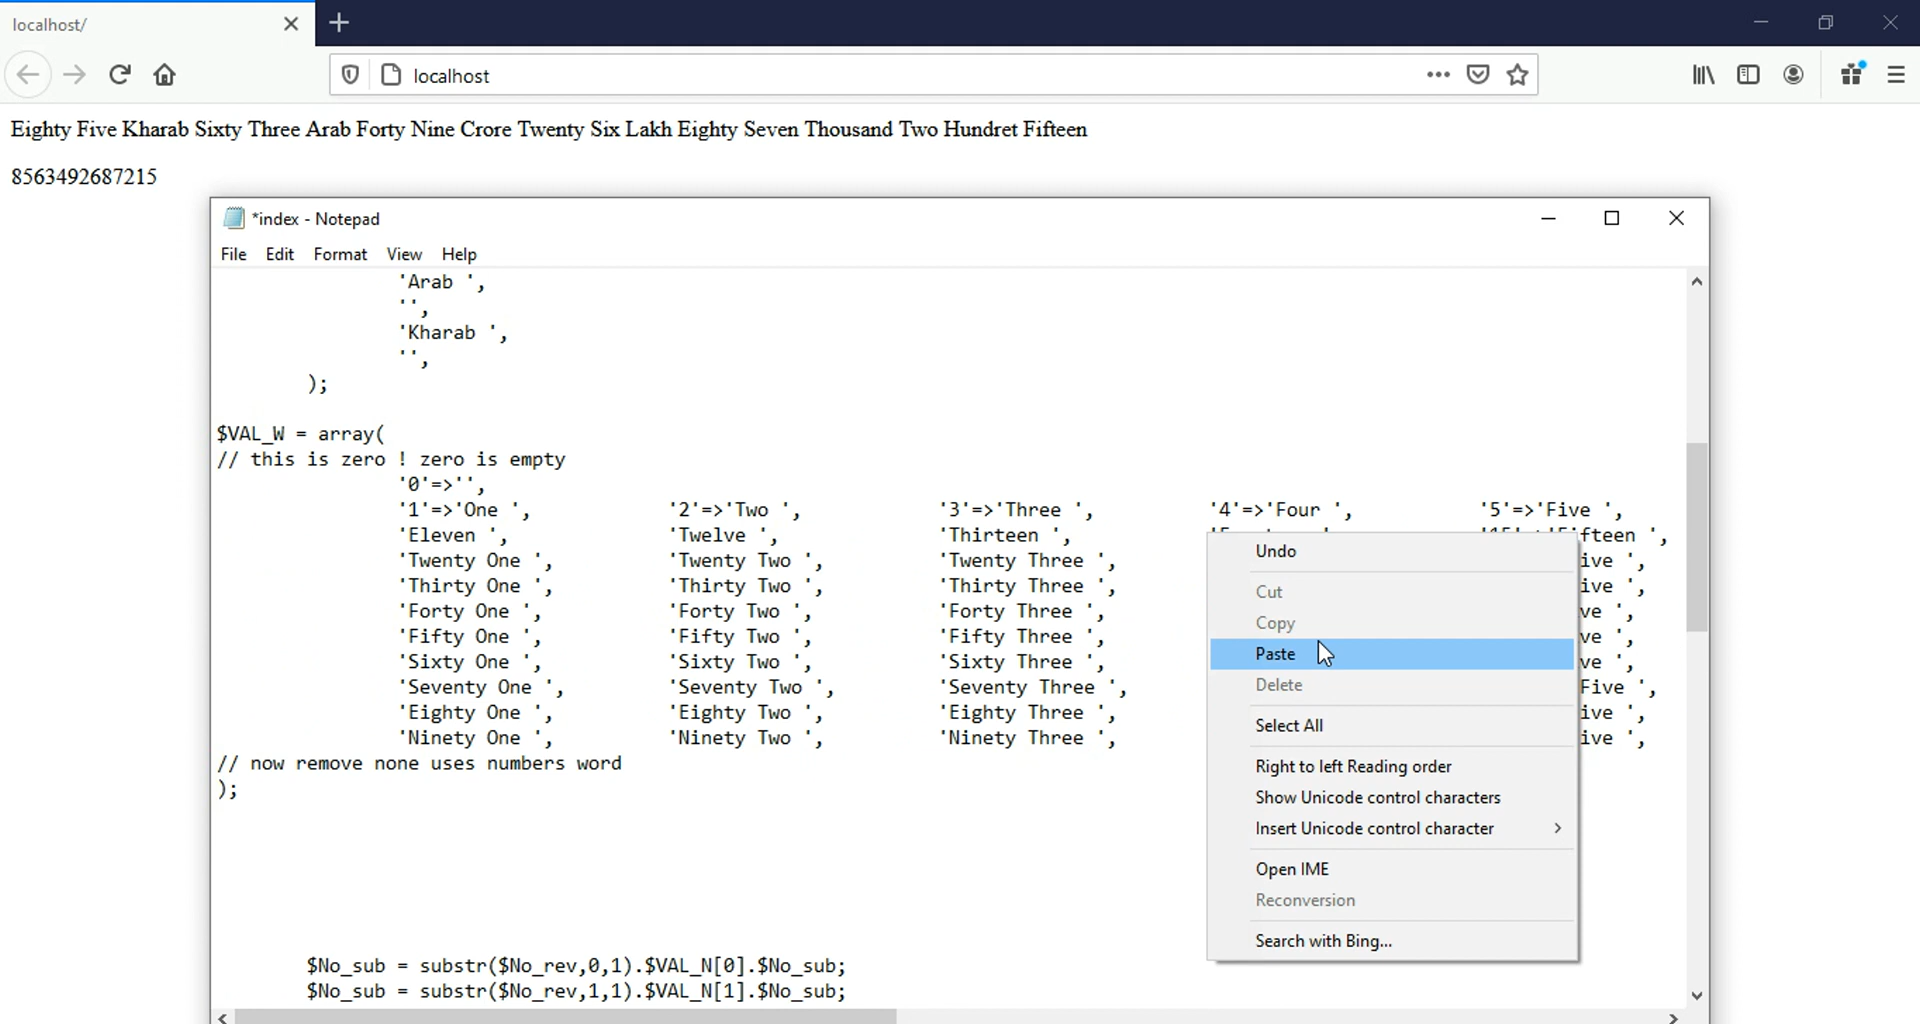 localhost/
localhost
Eighty Five Kharab Sixty Three Arab Forty Nine Crore Twenty Six Lakh Eighty Seven Thousand Two Hundret Fifteen
8563492687215
*index - Notepad
File Edit Format View Help
'Arab ',
'',
'Kharab ',
'',
);
$VAL_W = array(
// this is zero ! zero is empty
'0'=>'',
'1'=>'One ', '2'=>'Two ', '3'=>'Three ', '4'=>'Four ', '5'=>'Five ',
'Eleven ', 'Twelve ', 'Thirteen ',
'Twenty One ', 'Twenty Two ', 'Twenty Three ',
'Thirty One ', 'Thirty Two ', 'Thirty Three ',
'Forty One ', 'Forty Two ', 'Forty Three ',
'Fifty One ', 'Fifty Two ', 'Fifty Three ',
'Sixty One ', 'Sixty Two ', 'Sixty Three ',
'Seventy One ', 'Seventy Two ', 'Seventy Three ', Five ',
'Eighty One ', 'Eighty Two ', 'Eighty Three ',
'Ninety One ', 'Ninety Two ', 'Ninety Three ',
// now remove none uses numbers word
);
$No_sub = substr($No_rev,0,1).$VAL_N[0].$No_sub;
$No_sub = substr($No_rev,1,1).$VAL_N[1].$No_sub;
Undo
Cut
Copy
Paste
Delete
Select All
Right to left Reading order
Show Unicode control characters
Insert Unicode control character
Open IME
Reconversion
Search with Bing...